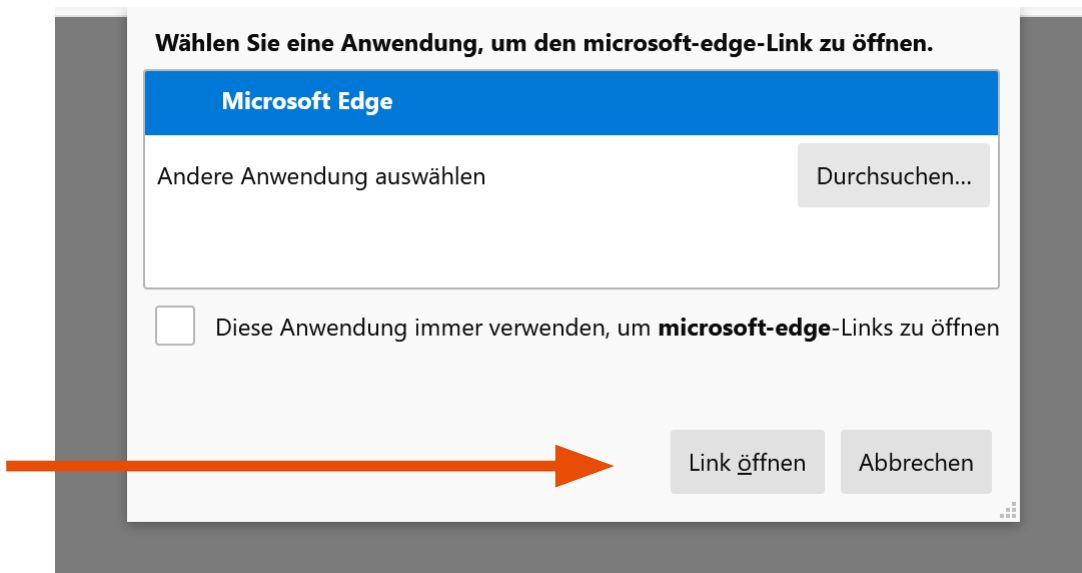 Wählen Sie eine Anwendung, um den microsoft-edge-Link zu öffnen.
Microsoft Edge
Andere Anwendung auswählen
Durchsuchen...
Diese Anwendung immer verwenden, um microsoft-edge-Links zu öffnen
Link öffnen
Abbrechen